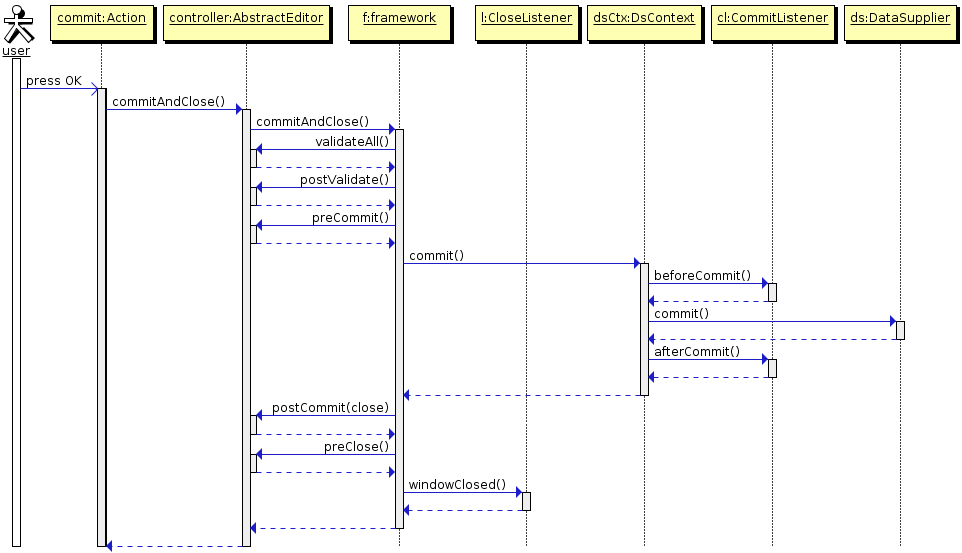 commit:Action
controller:AbstractEditor
f:framework
l:CloseListener
dsCtx:DsContext
cl:CommitListener
ds:DataSupplier
user
press OK
commitAndClose()
commitAndClose()
validateAll()
postValidate()
preCommit()
commit()
beforeCommit()
commit()
afterCommit()
postCommit(close)
preClose()
windowClosed()